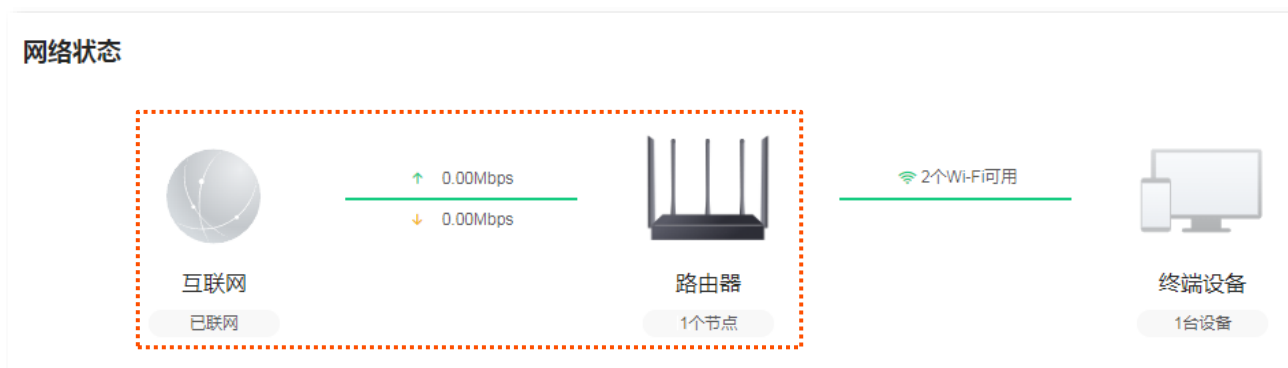 网络状态
↑ 0.00Mbps
↓ 0.00Mbps
2个Wi-Fi可用
互联网
路由器
终端设备
已联网
1个节点
1台设备